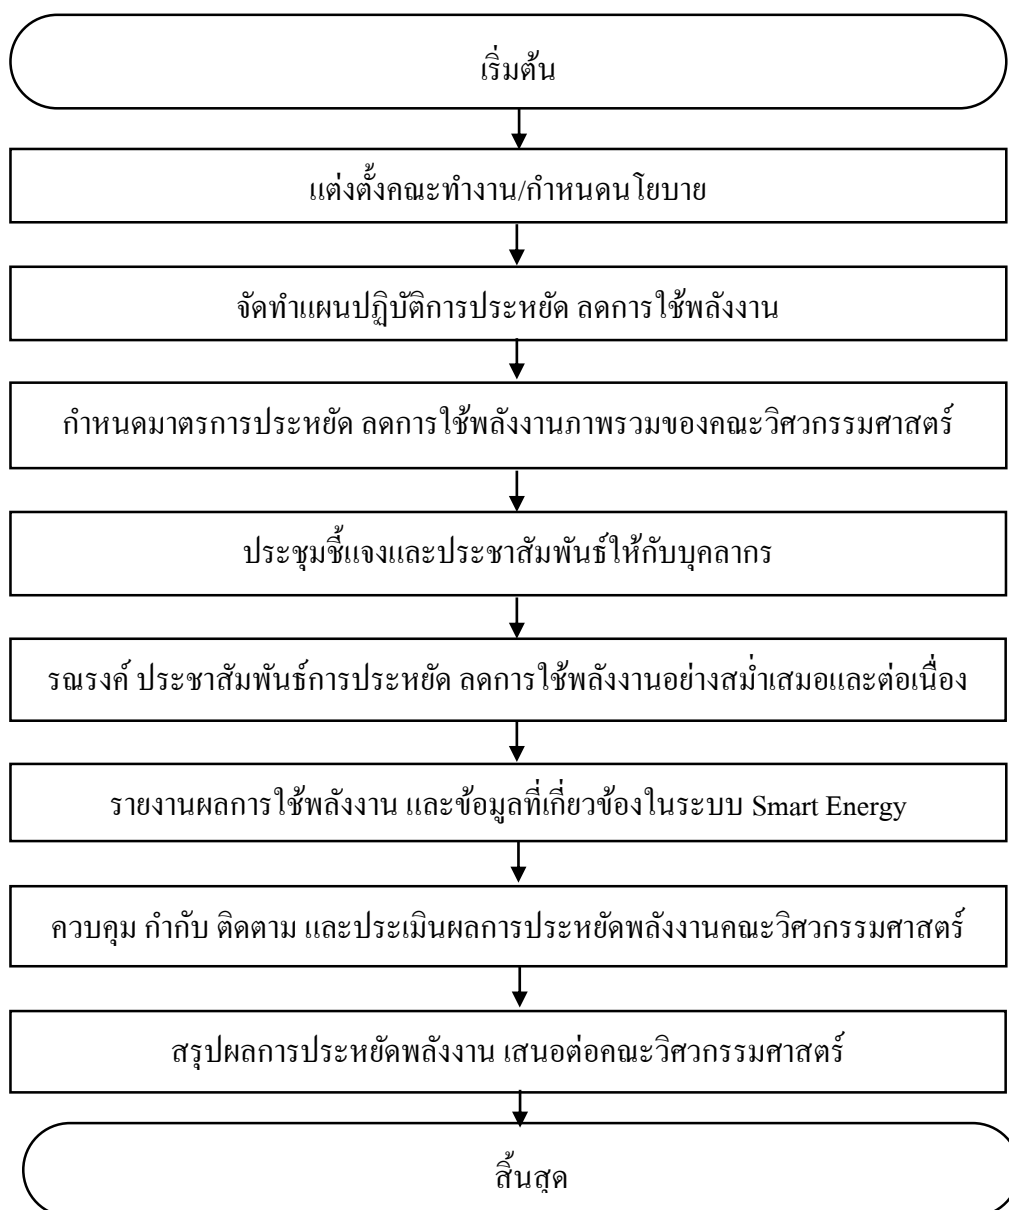 เริ่มต้น
แต่งตั้งคณะทำงาน/กำหนดนโยบาย
จัดทำแผนปฏิบัติการประหยัด ลดการใช้พลังงาน
กำหนดมาตรการประหยัด ลดการใช้พลังงานภาพรวมของคณะวิศวกรรมศาสตร์
ประชุมชี้แจงและประชาสัมพันธ์ให้กับบุคลากร
รณรงค์ ประชาสัมพันธ์การประหยัด ลดการใช้พลังงานอย่างสม่ำเสมอและต่อเนื่อง
รายงานผลการใช้พลังงาน และข้อมูลที่เกี่ยวข้องในระบบ Smart Energy
ควบคุม กำกับ ติดตาม และประเมินผลการประหยัดพลังงานคณะวิศวกรรมศาสตร์
สรุปผลการประหยัดพลังงาน เสนอต่อคณะวิศวกรรมศาสตร์
สิ้นสุด